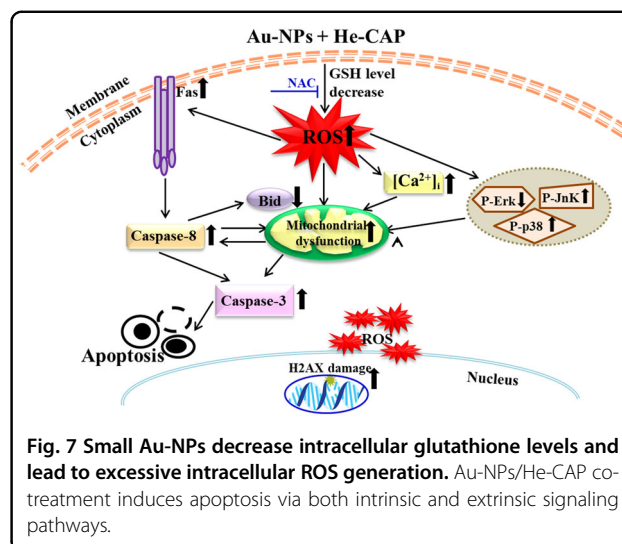 Au-NPs + He-CAP
Membrane
Cytoplasm
Fas
NAC
GSH level
decrease
ROS
[Ca²⁺]ᵢ
P-Erk
P-JnK
P-p38
Bid
Caspase-8
Mitochondrial
dysfunction
Caspase-3
Apoptosis
ROS
H2AX damage
Nucleus
Fig. 7 Small Au-NPs decrease intracellular glutathione levels and
lead to excessive intracellular ROS generation. Au-NPs/He-CAP co-
treatment induces apoptosis via both intrinsic and extrinsic signaling
pathways.